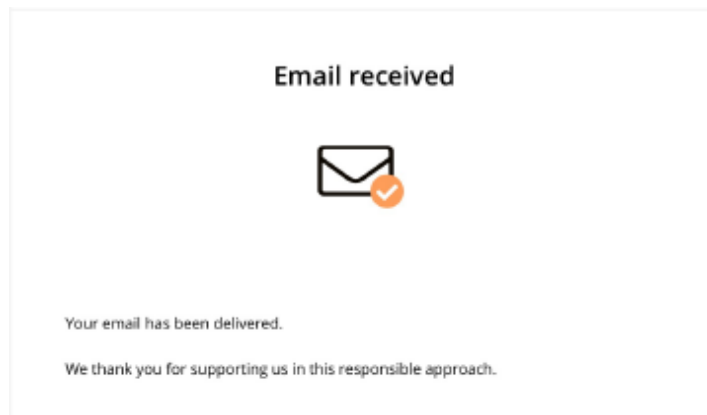 Email received
Your email has been delivered.
We thank you for supporting us in this responsible approach.